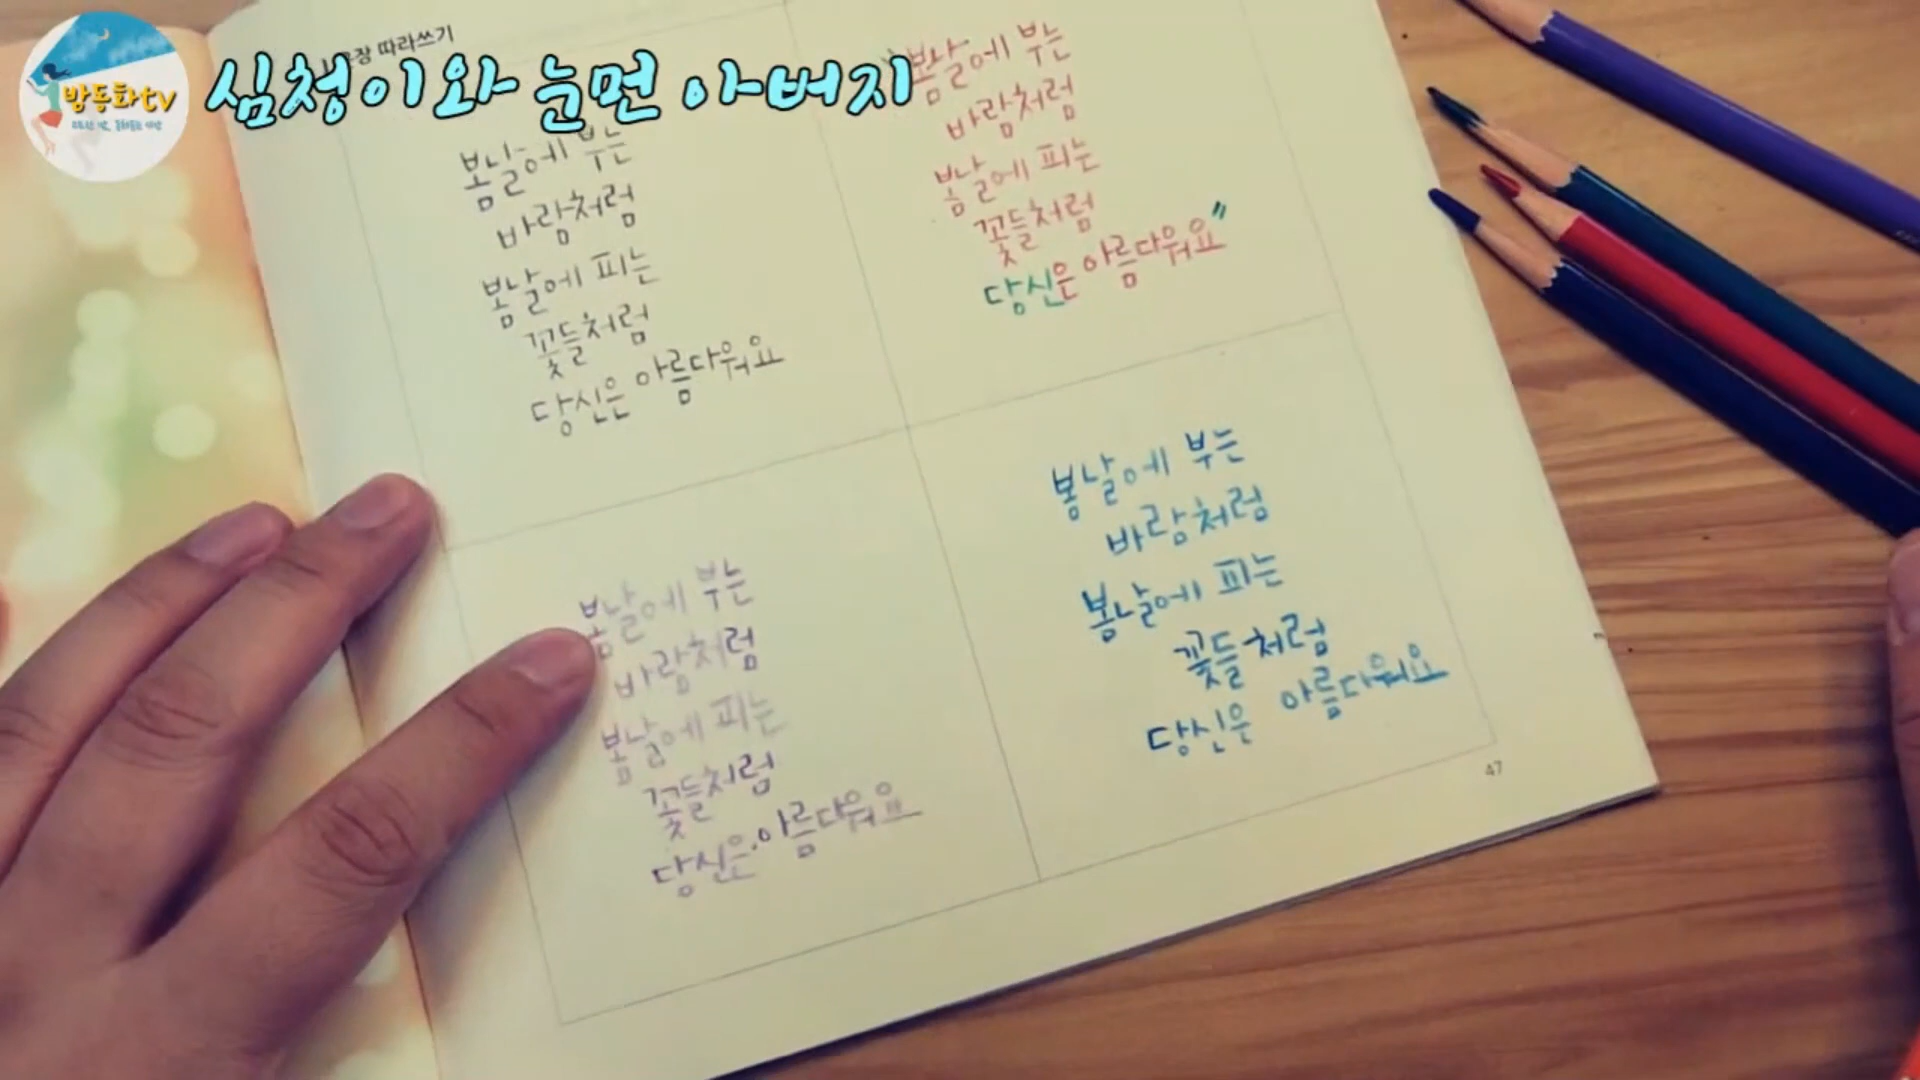 밤동화tv
심청이와 눈먼 아버지
장 따라쓰기
봄날에 부는
바람처럼
봄날에 피는
꽃들처럼
당신은 아름다워요
봄날에 부는
바람처럼
봄날에 피는
꽃들처럼
당신은 아름다워요"
봄날에 부는
바람처럼
봄날에 피는
꽃들처럼
당신은 아름다워요
봄날에 부는
바람처럼
봄날에 피는
꽃들처럼
당신은 아름다워요
47